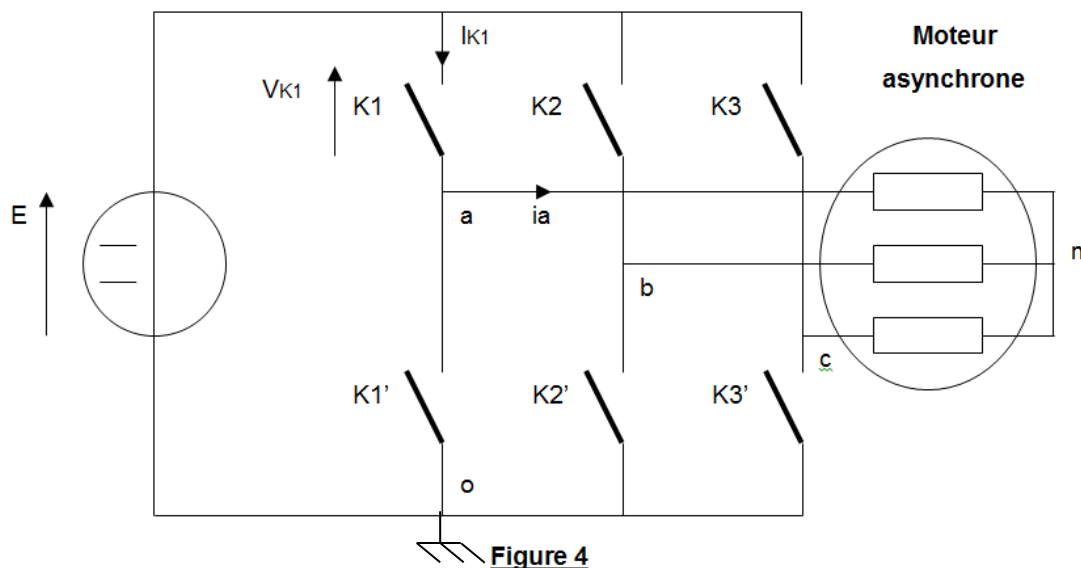 IK1
Moteur
asynchrone
VK1
K1
K2
K3
E
a
ia
n
b
c
K1’
K2’
K3’
o
Figure 4